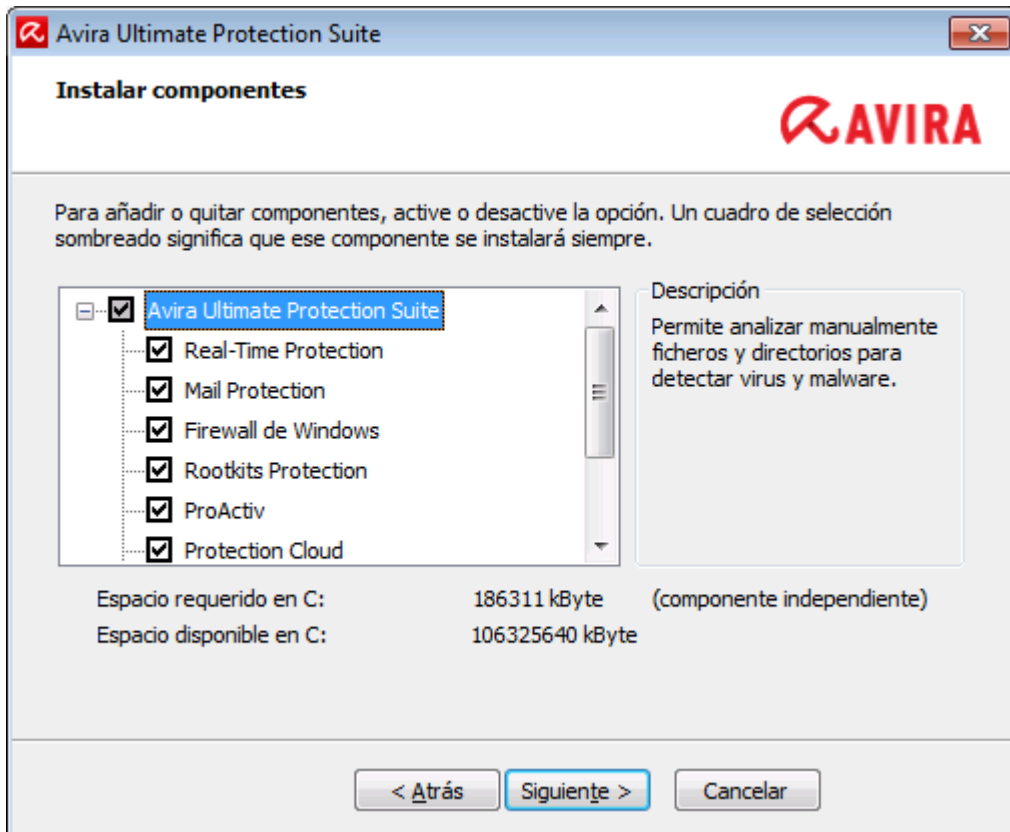 Avira Ultimate Protection Suite
Instalar componentes
AVIRA
Para añadir o quitar componentes, active o desactive la opción. Un cuadro de selección
sombreado significa que ese componente se instalará siempre.
Avira Ultimate Protection Suite
Real-Time Protection
Mail Protection
Firewall de Windows
Rootkits Protection
ProActiv
Protection Cloud
Descripción
Permite analizar manualmente
ficheros y directorios para
detectar virus y malware.
Espacio requerido en C: 186311 kByte (componente independiente)
Espacio disponible en C: 106325640 kByte
< Atrás Siguiente > Cancelar